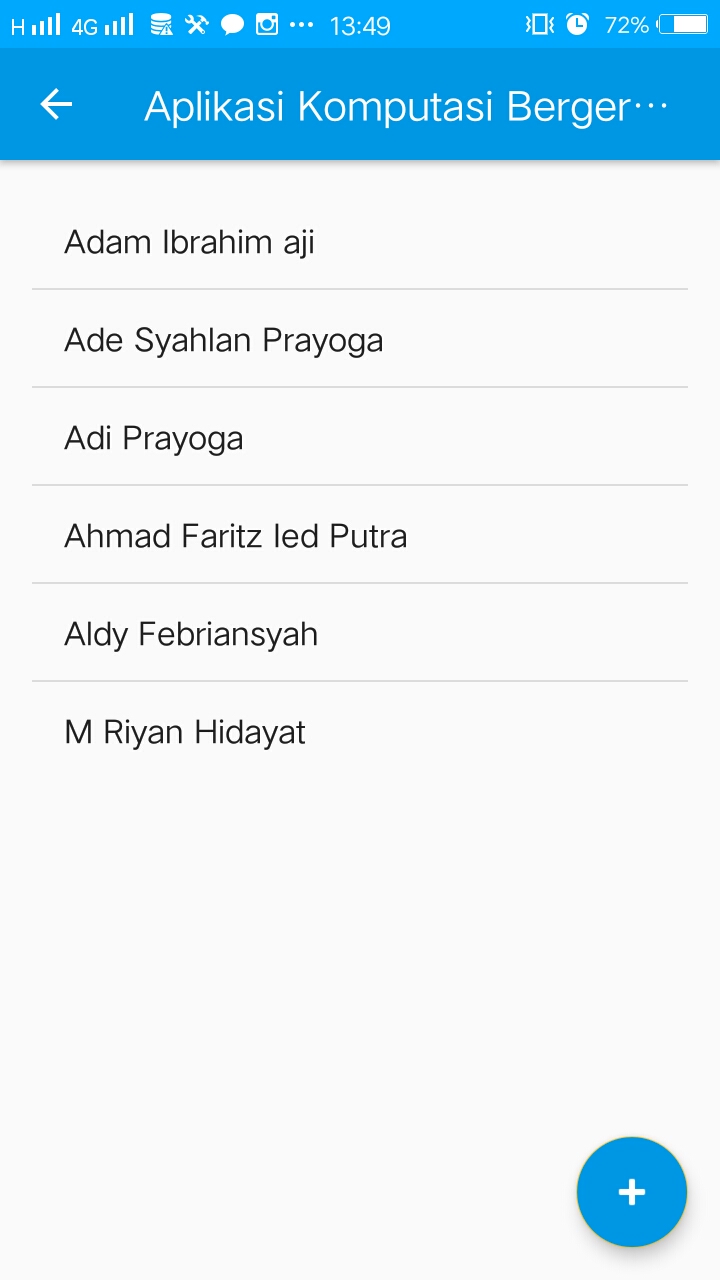 H 4G 13:49 72%
Aplikasi Komputasi Berger...
Adam Ibrahim aji
Ade Syahlan Prayoga
Adi Prayoga
Ahmad Faritz Ied Putra
Aldy Febriansyah
M Riyan Hidayat
+